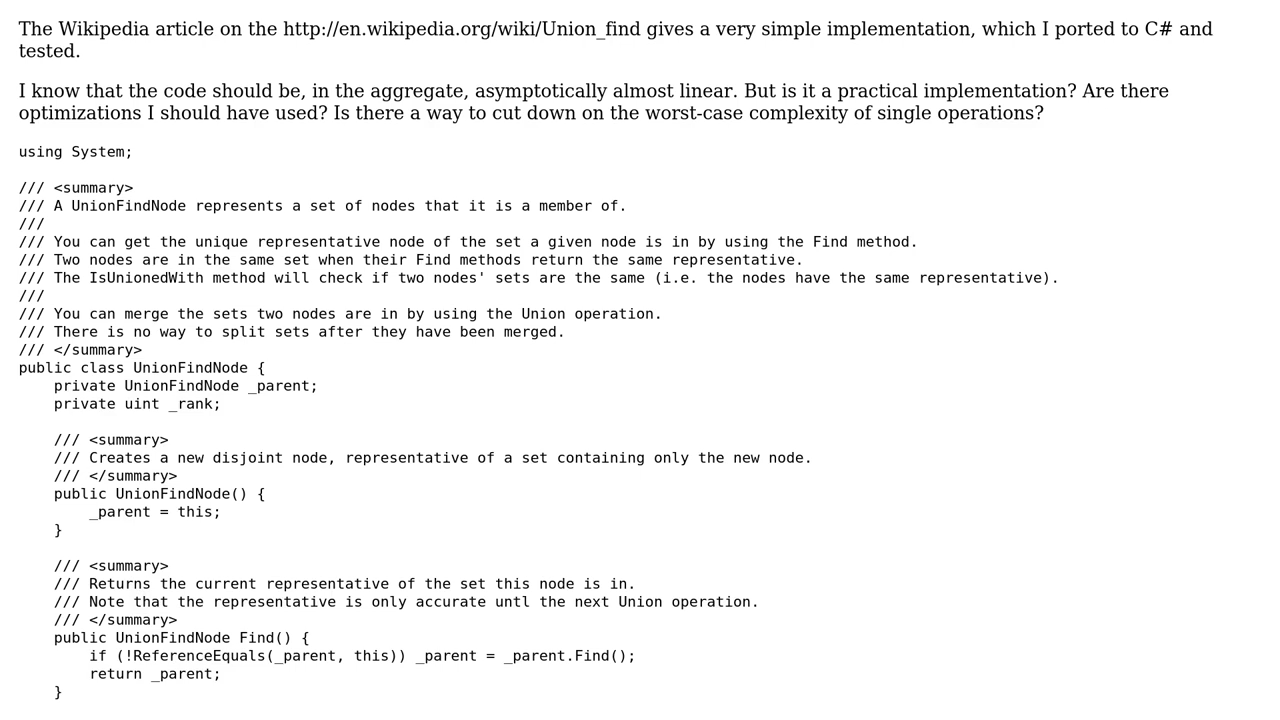 The Wikipedia article on the http://en.wikipedia.org/wiki/Union_find gives a very simple implementation, which I ported to C# and
tested.
I know that the code should be, in the aggregate, asymptotically almost linear. But is it a practical implementation? Are there
optimizations I should have used? Is there a way to cut down on the worst-case complexity of single operations?
using System;
/// <summary>
/// A UnionFindNode represents a set of nodes that it is a member of.
///
/// You can get the unique representative node of the set a given node is in by using the Find method.
/// Two nodes are in the same set when their Find methods return the same representative.
/// The IsUnionedWith method will check if two nodes' sets are the same (i.e. the nodes have the same representative).
///
/// You can merge the sets two nodes are in by using the Union operation.
/// There is no way to split sets after they have been merged.
/// </summary>
public class UnionFindNode {
    private UnionFindNode _parent;
    private uint _rank;
    /// <summary>
    /// Creates a new disjoint node, representative of a set containing only the new node.
    /// </summary>
    public UnionFindNode() {
        _parent = this;
    }
    /// <summary>
    /// Returns the current representative of the set this node is in.
    /// Note that the representative is only accurate untl the next Union operation.
    /// </summary>
    public UnionFindNode Find() {
        if (!ReferenceEquals(_parent, this)) _parent = _parent.Find();
        return _parent;
    }